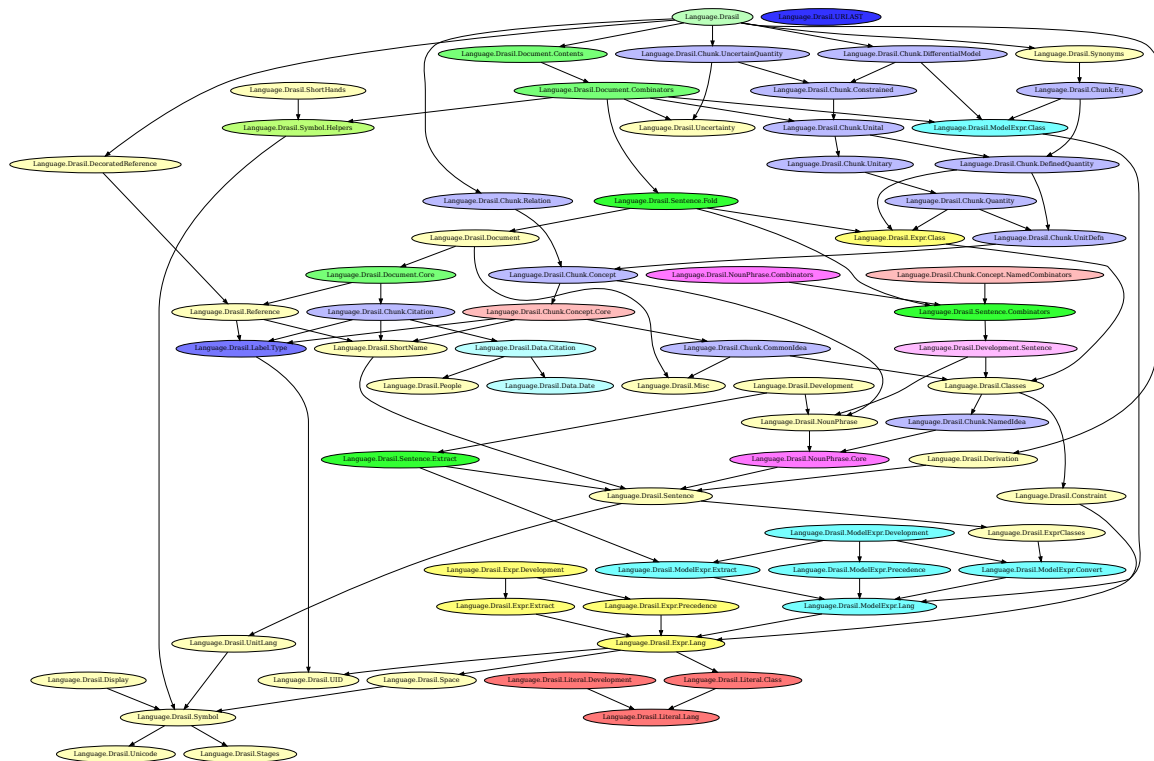 Language.Drasil
Language.Drasil.URLAST
Language.Drasil.Document.Contents
Language.Drasil.Chunk.UncertainQuantity
Language.Drasil.Chunk.DifferentialModel
Language.Drasil.Synonyms
Language.Drasil.ShortHands
Language.Drasil.Document.Combinators
Language.Drasil.Chunk.Constrained
Language.Drasil.Chunk.Eq
Language.Drasil.Symbol.Helpers
Language.Drasil.Uncertainty
Language.Drasil.Chunk.Unital
Language.Drasil.ModelExpr.Class
Language.Drasil.DecoratedReference
Language.Drasil.Chunk.Unitary
Language.Drasil.Chunk.DefinedQuantity
Language.Drasil.Chunk.Relation
Language.Drasil.Sentence.Fold
Language.Drasil.Chunk.Quantity
Language.Drasil.Document
Language.Drasil.Expr.Class
Language.Drasil.Chunk.UnitDefn
Language.Drasil.Document.Core
Language.Drasil.Chunk.Concept
Language.Drasil.NounPhrase.Combinators
Language.Drasil.Chunk.Concept.NamedCombinators
Language.Drasil.Reference
Language.Drasil.Chunk.Citation
Language.Drasil.Chunk.Concept.Core
Language.Drasil.Sentence.Combinators
Language.Drasil.Label.Type
Language.Drasil.ShortName
Language.Drasil.Data.Citation
Language.Drasil.Chunk.CommonIdea
Language.Drasil.Development.Sentence
Language.Drasil.People
Language.Drasil.Data.Date
Language.Drasil.Misc
Language.Drasil.Development
Language.Drasil.Classes
Language.Drasil.NounPhrase
Language.Drasil.Chunk.NamedIdea
Language.Drasil.Sentence.Extract
Language.Drasil.NounPhrase.Core
Language.Drasil.Derivation
Language.Drasil.Sentence
Language.Drasil.Constraint
Language.Drasil.ModelExpr.Development
Language.Drasil.ExprClasses
Language.Drasil.Expr.Development
Language.Drasil.ModelExpr.Extract
Language.Drasil.ModelExpr.Precedence
Language.Drasil.ModelExpr.Convert
Language.Drasil.Expr.Extract
Language.Drasil.Expr.Precedence
Language.Drasil.ModelExpr.Lang
Language.Drasil.UnitLang
Language.Drasil.Expr.Lang
Language.Drasil.Display
Language.Drasil.UID
Language.Drasil.Space
Language.Drasil.Literal.Development
Language.Drasil.Literal.Class
Language.Drasil.Symbol
Language.Drasil.Literal.Lang
Language.Drasil.Unicode
Language.Drasil.Stages